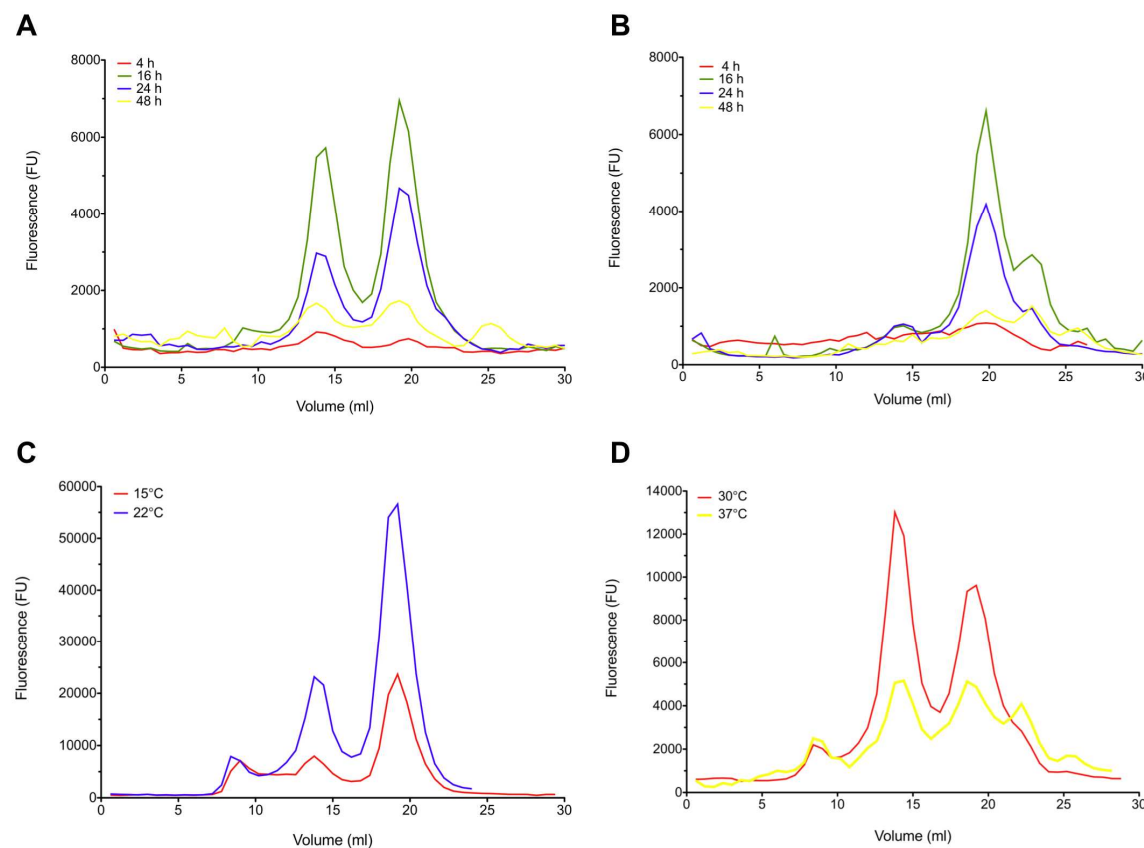 A
8000
6000
4000
2000
0
Fluorescence (FU)
4 h
16 h
24 h
48 h
0 5 10 15 20 25 30
Volume (ml)
B
8000
6000
4000
2000
0
Fluorescence (FU)
4 h
16 h
24 h
48 h
0 5 10 15 20 25 30
Volume (ml)
C
60000
50000
40000
30000
20000
10000
0
Fluorescence (FU)
15°C
22°C
0 5 10 15 20 25 30
Volume (ml)
D
14000
12000
10000
8000
6000
4000
2000
0
Fluorescence (FU)
30°C
37°C
0 5 10 15 20 25 30
Volume (ml)